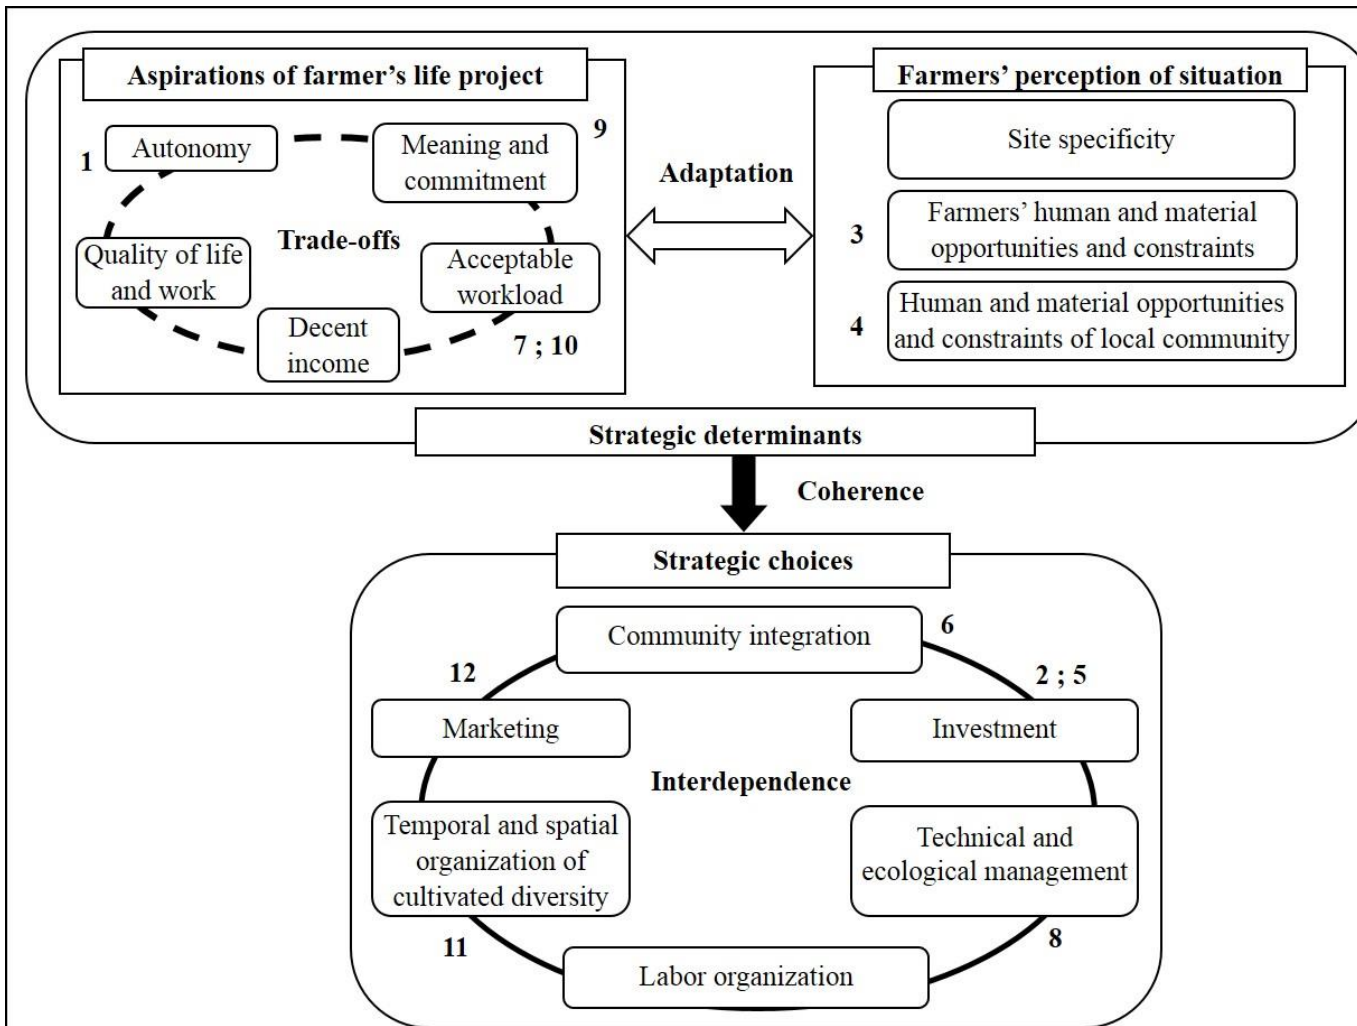 Aspirations of farmer’s life project
Farmers’ perception of situation
1
Autonomy
Meaning and
commitment
9
Trade-offs
Quality of life
and work
Acceptable
workload
Decent
income
7 ; 10
Adaptation
Site specificity
3
Farmers’ human and material
opportunities and constraints
4
Human and material opportunities
and constraints of local community
Strategic determinants
Coherence
Strategic choices
Community integration
6
12
2 ; 5
Marketing
Investment
Interdependence
Temporal and spatial
organization of
cultivated diversity
Technical and
ecological management
11
8
Labor organization